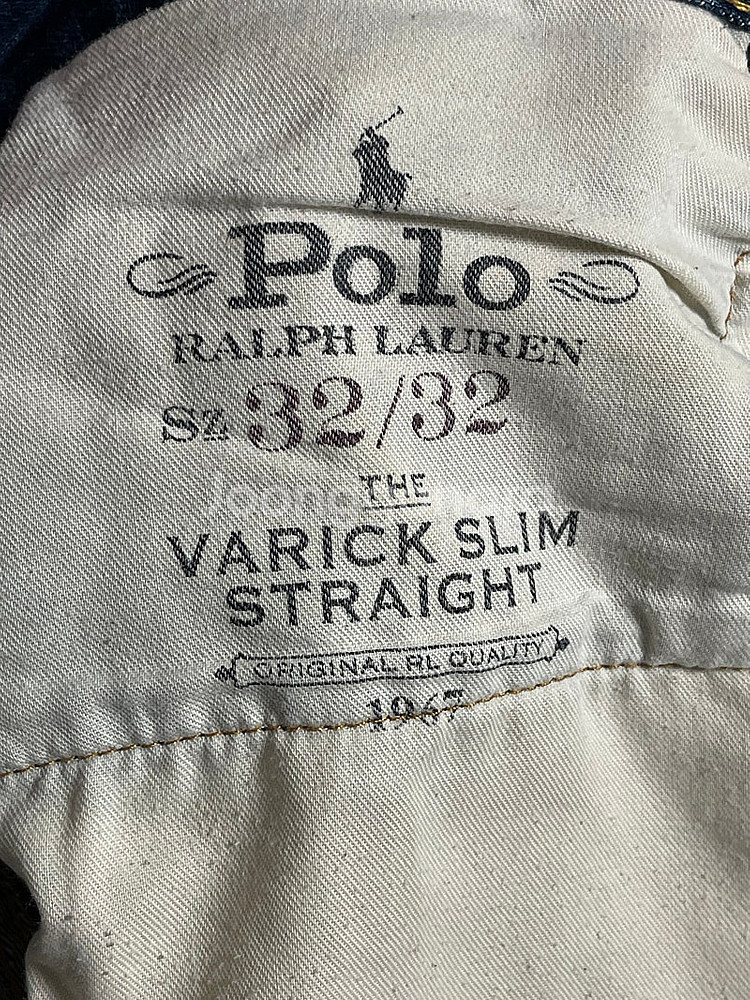 Polo
RALPH LAUREN
Sz 32/32
THE
VARICK SLIM
STRAIGHT
ORIGINAL RL QUALITY
1967